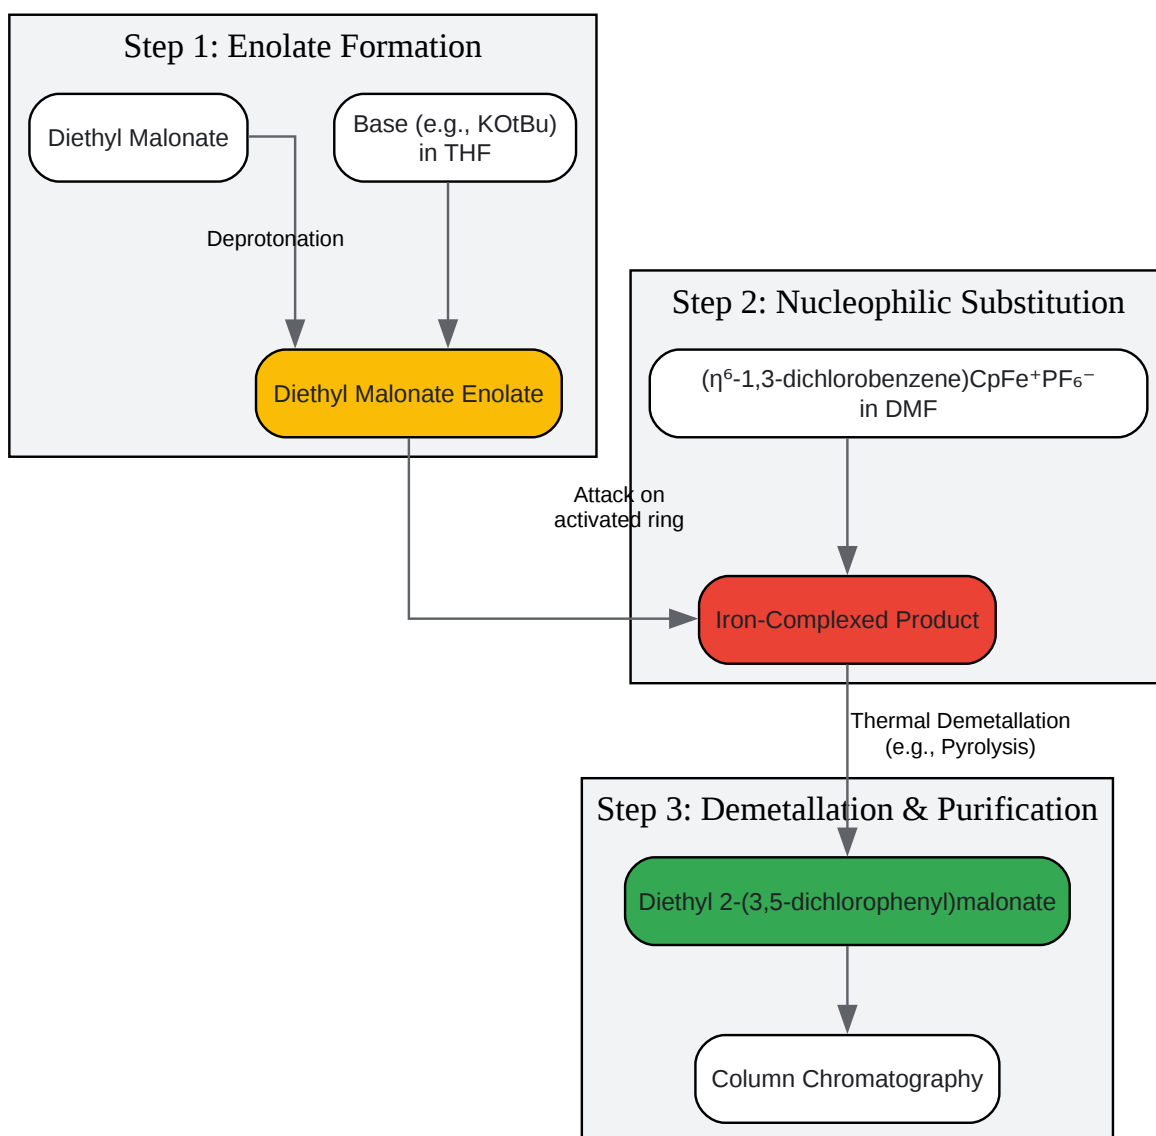 Step 1: Enolate Formation
Diethyl Malonate
Base (e.g., KOtBu)
in THF
Deprotonation
Diethyl Malonate Enolate
Step 2: Nucleophilic Substitution
(η⁶-1,3-dichlorobenzene)CpFe⁺PF₆⁻
in DMF
Attack on
activated ring
Iron-Complexed Product
Thermal Demetallation
(e.g., Pyrolysis)
Step 3: Demetallation & Purification
Diethyl 2-(3,5-dichlorophenyl)malonate
Column Chromatography